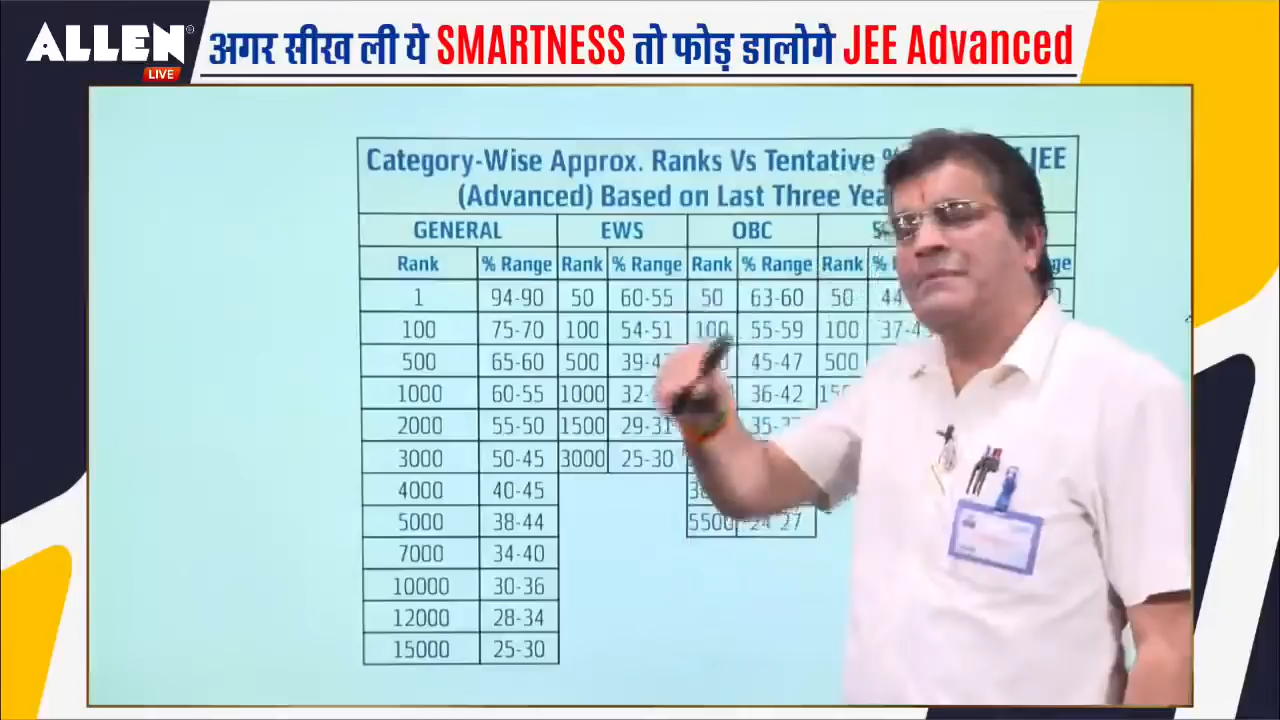 ALLEN®
LIVE
अगर सीख ली ये SMARTNESS तो फोड़ डालोगे JEE Advanced
Category-Wise Approx. Ranks Vs Tentative % JEE
(Advanced) Based on Last Three
GENERAL EWS OBC
Rank % Range Rank % Range Rank % Range Rank %
1 94-90 50 60-55 50 63-60 50
100 75-70 100 54-51 100 55-59 100
500 65-60 500 45-47 500
1000 60-55 1000 36-42
2000 55-50 1500 29-31
3000 50-45 3000 25-30
4000 40-45
5000 38-44 5500 24-27
7000 34-40
10000 30-36
12000 28-34
15000 25-30